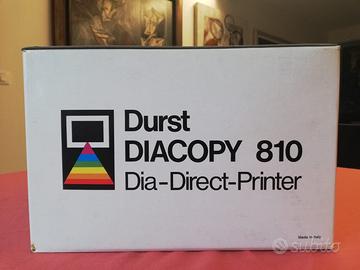 Durst
DIACOPY 810
Dia-Direct-Printer
Made in Italy
subito